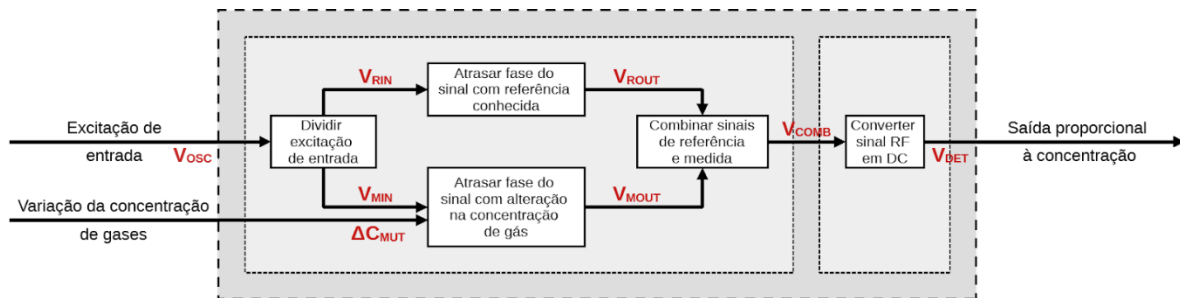 Excitação de
entrada
VOSC
Variação da concentração
de gases
ΔCMUT
Dividir
excitação
de entrada
VRIN
VMIN
Atrasar fase do
sinal com referência
conhecida
Atrasar fase do
sinal com alteração
na concentração
de gás
VROUT
VMOUT
Combinar sinais
de referência
e medida
VCOMB
Converter
sinal RF
em DC
VDET
Saída proporcional
à concentração